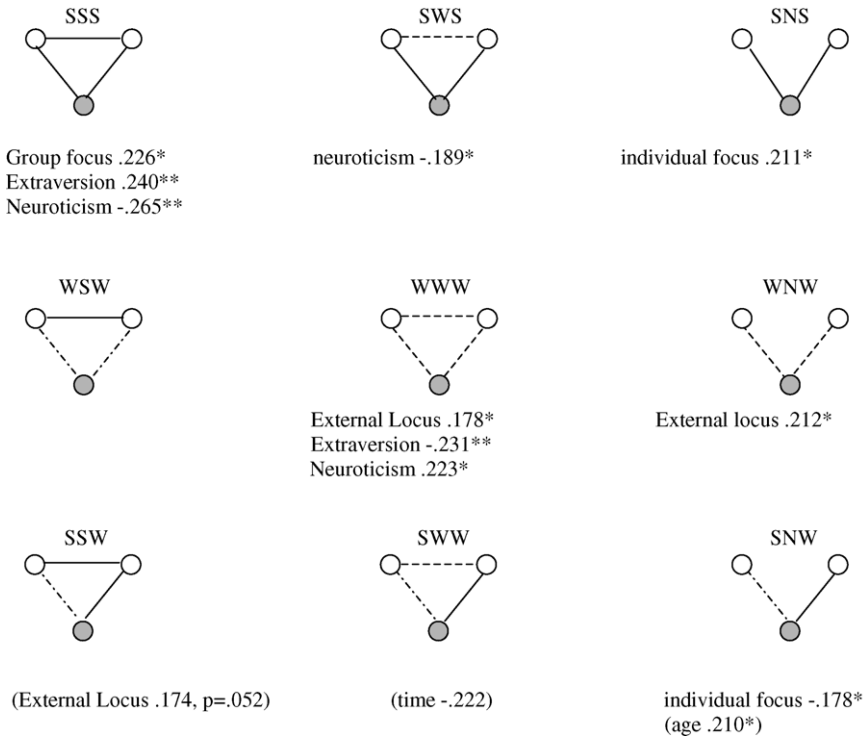 SSS
SWS
SNS
Group focus .226*
Extraversion .240**
Neuroticism -.265**
neuroticism -.189*
individual focus .211*
WSW
WWW
WNW
External Locus .178*
Extraversion -.231**
Neuroticism .223*
External locus .212*
SSW
SWW
SNW
(External Locus .174, p=.052)
(time -.222)
individual focus -.178*
(age .210*)